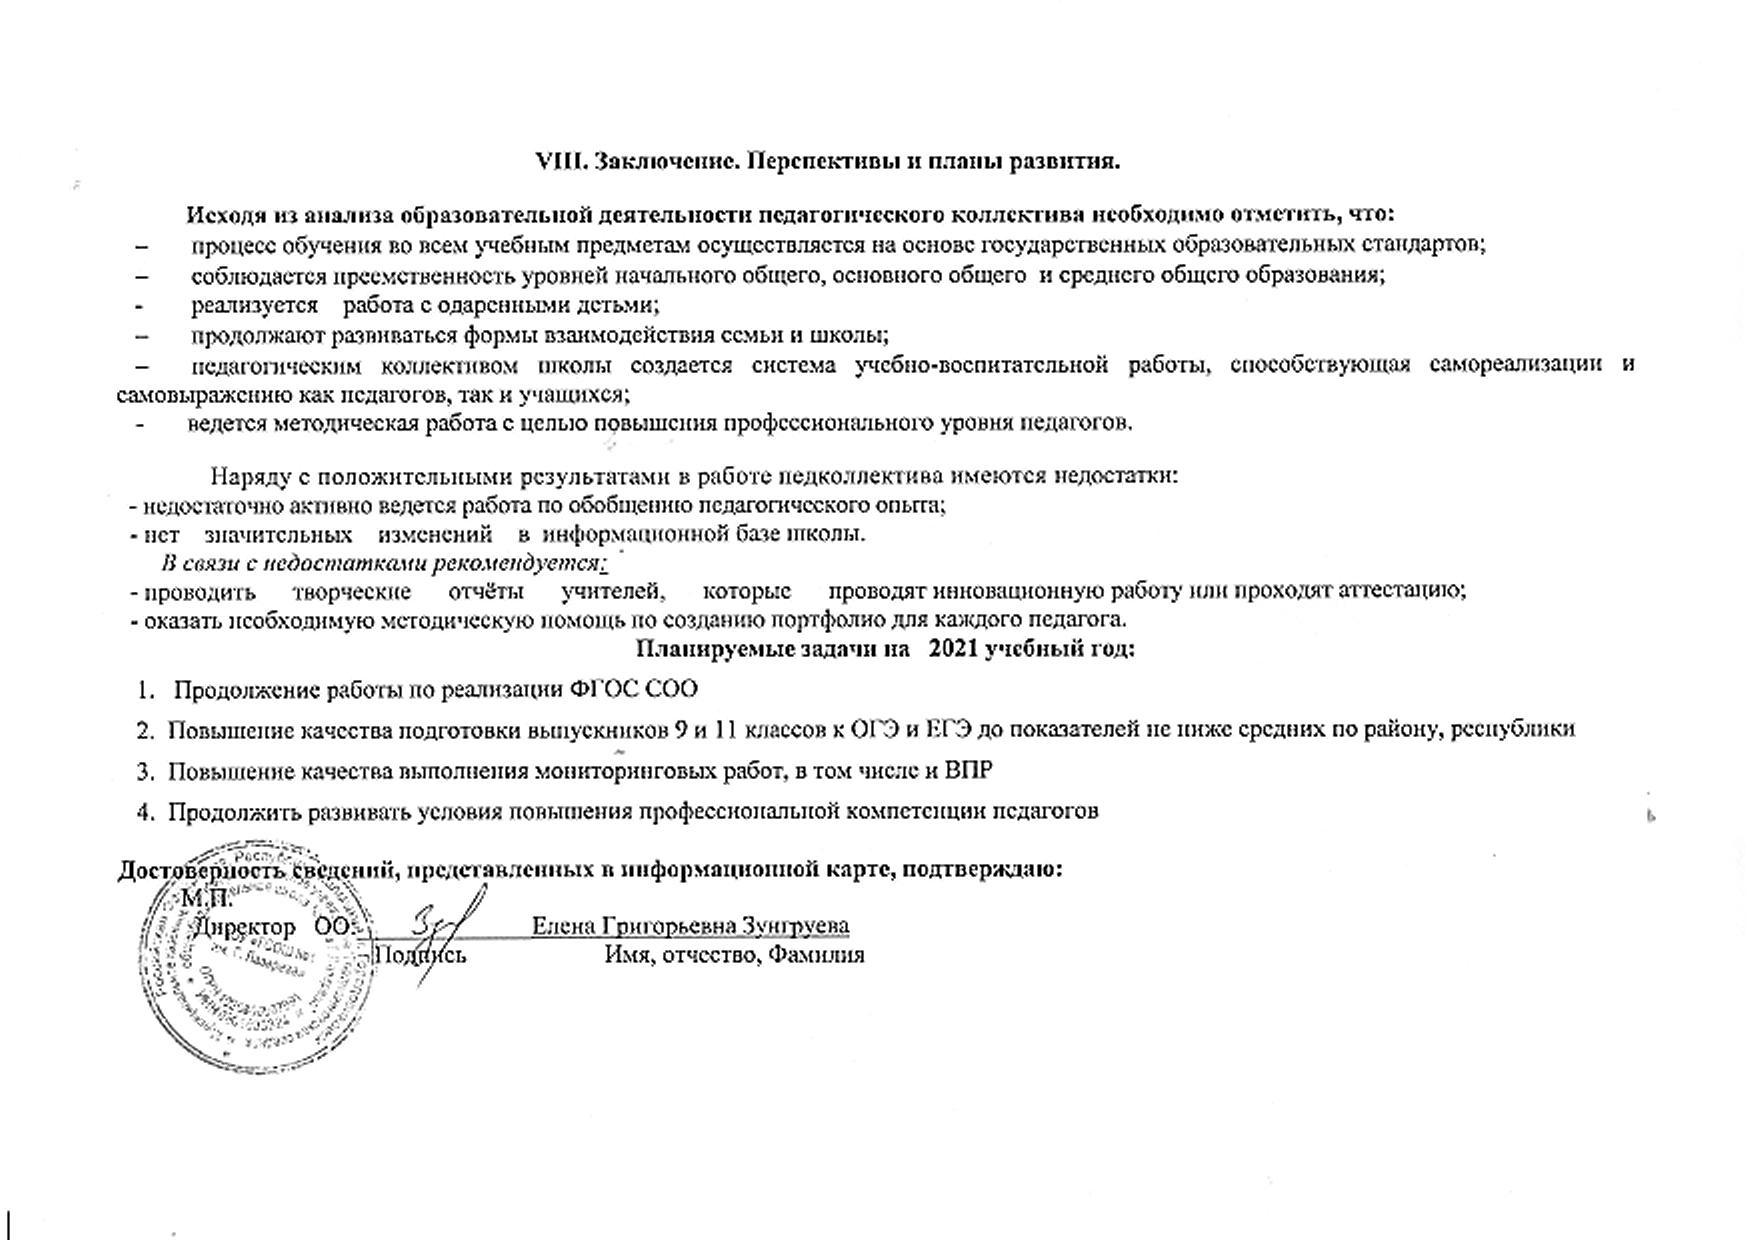 VIII. Заключение. Перспективы и планы развития.
Исходя из анализа образовательной деятельности педагогического коллектива необходимо отметить, что:
– процесс обучения во всем учебным предметам осуществляется на основе государственных образовательных стандартов;
– соблюдается преемственность уровней начального общего, основного общего и среднего общего образования;
- реализуется работа с одаренными детьми;
– продолжают развиваться формы взаимодействия семьи и школы;
– педагогическим коллективом школы создается система учебно-воспитательной работы, способствующая самореализации и
самовыражению как педагогов, так и учащихся;
- ведется методическая работа с целью повышения профессионального уровня педагогов.
Наряду с положительными результатами в работе педколлектива имеются недостатки:
- недостаточно активно ведется работа по обобщению педагогического опыта;
- нет значительных изменений в информационной базе школы.
В связи с недостатками рекомендуется:
- проводить творческие отчёты учителей, которые проводят инновационную работу или проходят аттестацию;
- оказать необходимую методическую помощь по созданию портфолио для каждого педагога.
Планируемые задачи на 2021 учебный год:
1. Продолжение работы по реализации ФГОС СОО
2. Повышение качества подготовки выпускников 9 и 11 классов к ОГЭ и ЕГЭ до показателей не ниже средних по району, республики
3. Повышение качества выполнения мониторинговых работ, в том числе и ВПР
4. Продолжить развивать условия повышения профессиональной компетенции педагогов
Достоверность сведений, представленных в информационной карте, подтверждаю:
М.П.
Директор ОО: Елена Григорьевна Зунгруева
Подпись Имя, отчество, Фамилия